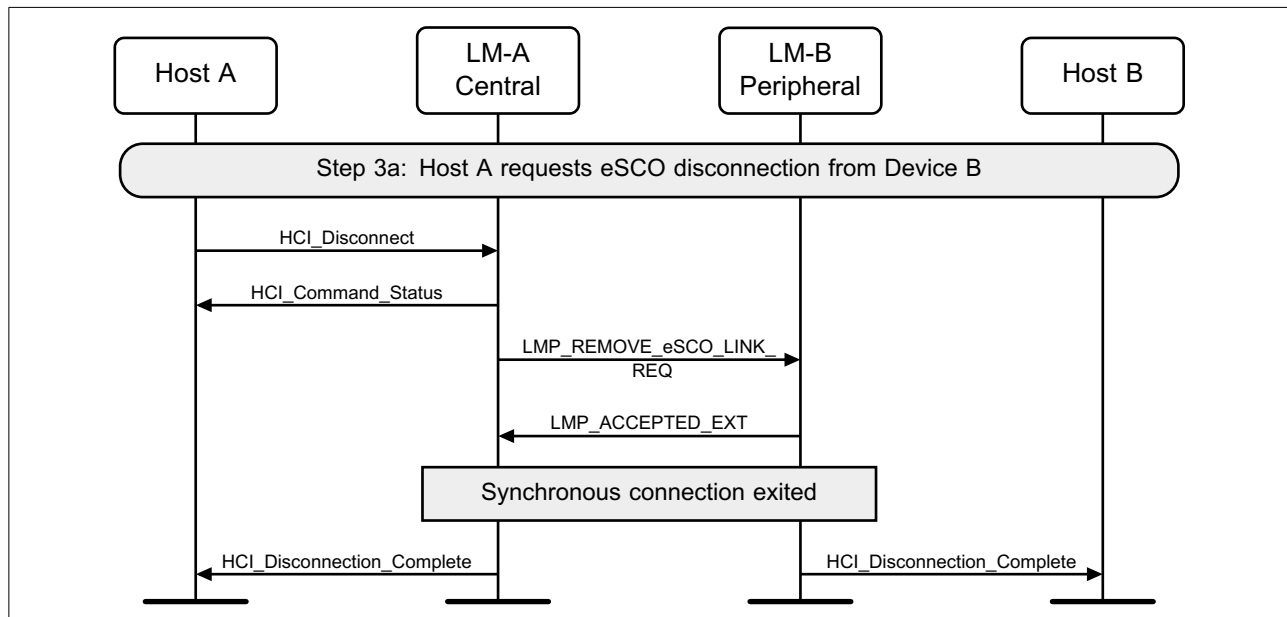 Host A
LM-A
Central
LM-B
Peripheral
Host B
Step 3a: Host A requests eSCO disconnection from Device B
HCI_Disconnect
HCI_Command_Status
LMP_REMOVE_eSCO_LINK_
REQ
LMP_ACCEPTED_EXT
Synchronous connection exited
HCI_Disconnection_Complete
HCI_Disconnection_Complete